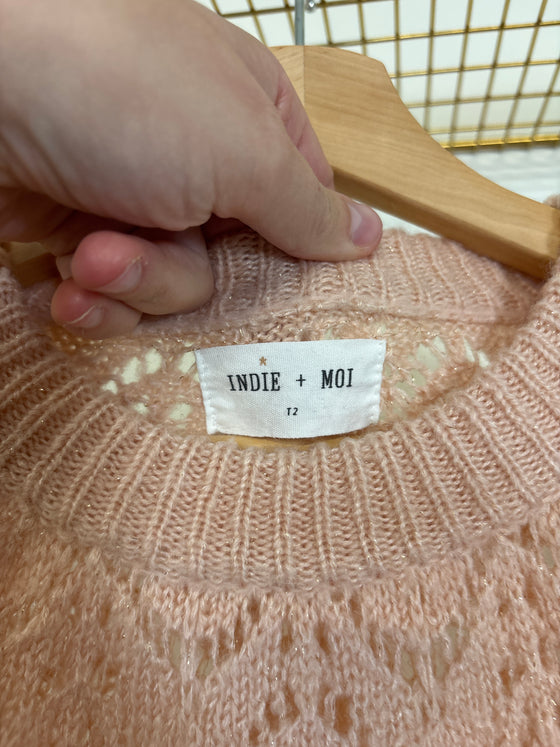 INDIE + MOI
T2